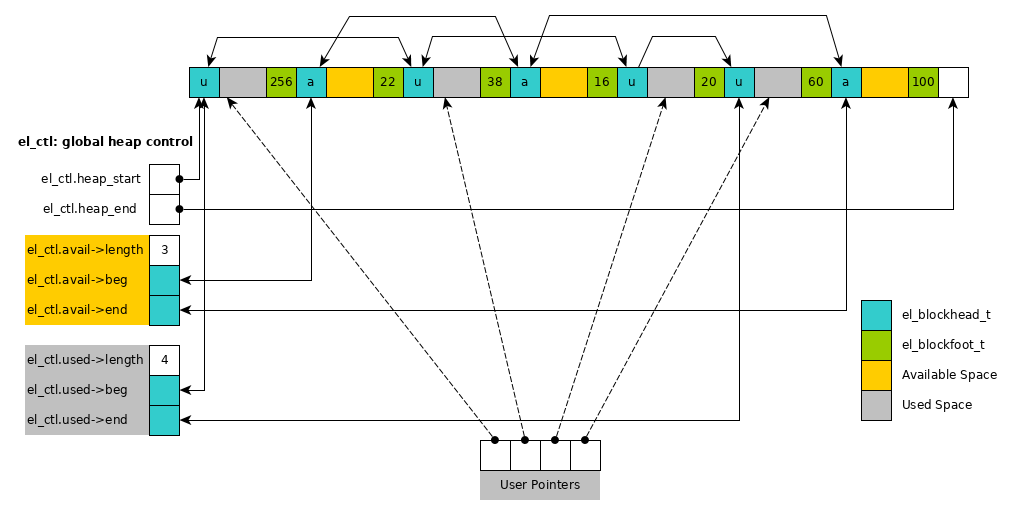 u 256 a 22 u 38 a 16 u 20 u 60 a 100
el_ctl: global heap control
el_ctl.heap_start
el_ctl.heap_end
el_ctl.avail->length 3
el_ctl.avail->beg
el_ctl.avail->end
el_ctl.used->length 4
el_ctl.used->beg
el_ctl.used->end
el_blockhead_t
el_blockfoot_t
Available Space
Used Space
User Pointers